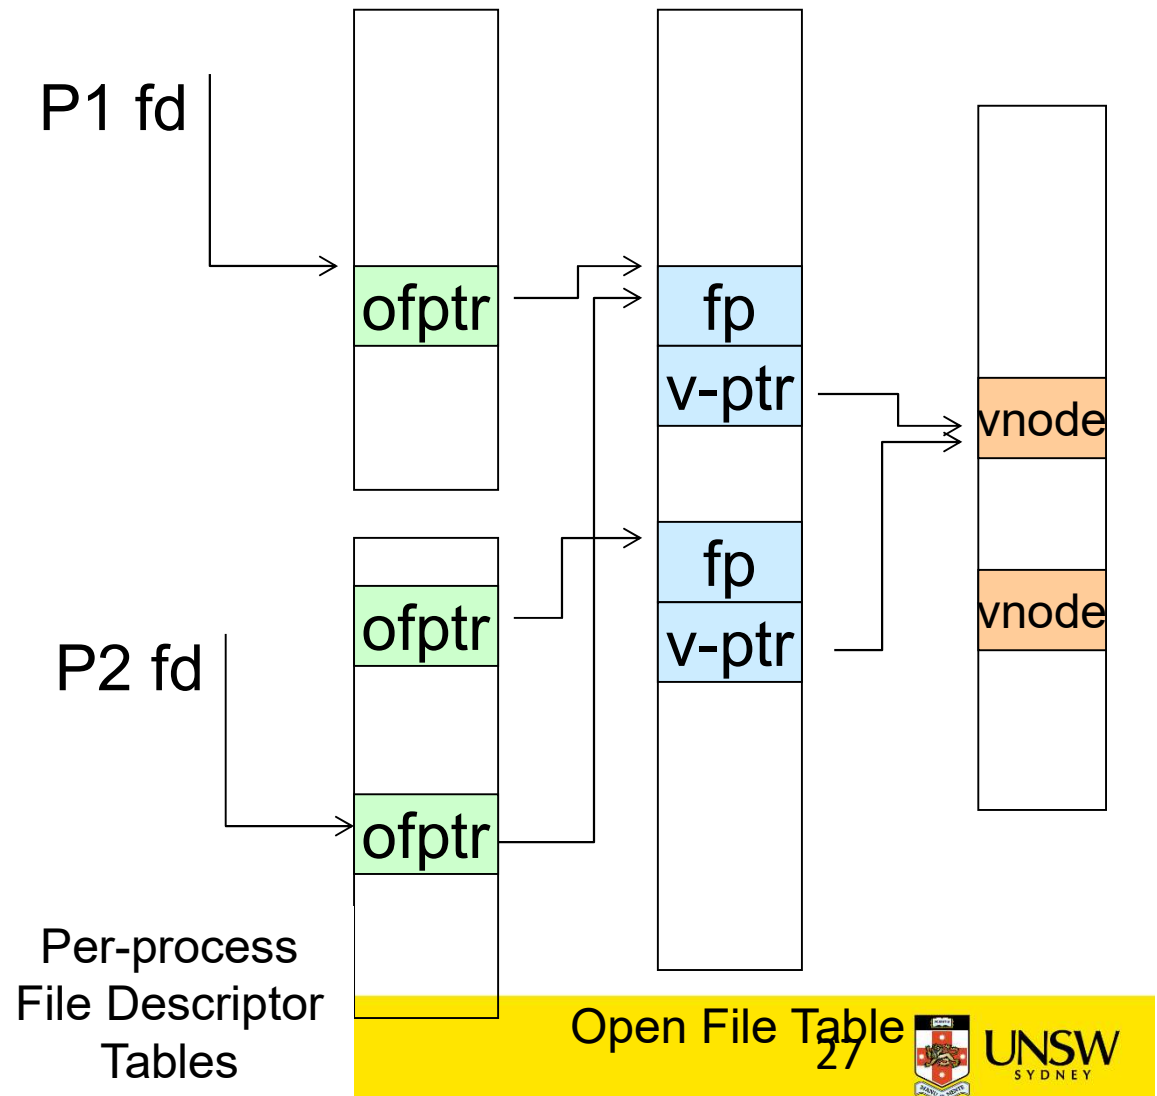 P1 fd
ofptr
fp
v-ptr
vnode
ofptr
fp
v-ptr
vnode
P2 fd
ofptr
Per-process
File Descriptor
Tables
Open File Table
27
UNSW
SYDNEY